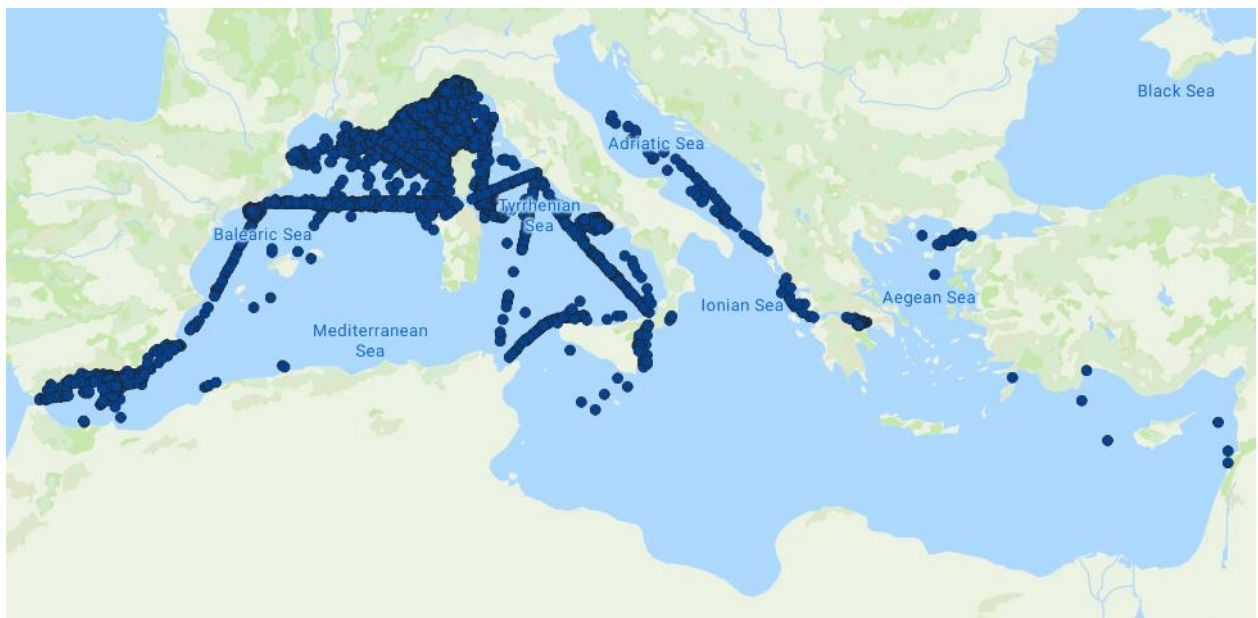 Black Sea
Adriatic Sea
Tyrrhenian
Sea
Balearic Sea
Ionian Sea
Aegean Sea
Mediterranean
Sea